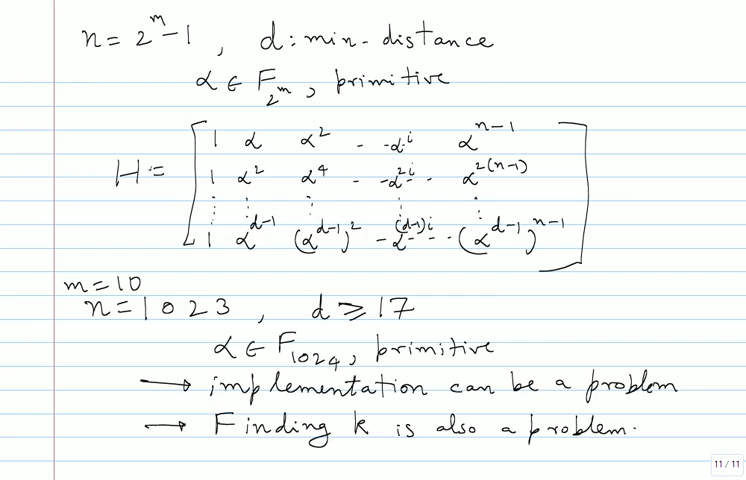 n = 2^m - 1 , d : min-distance
α ∈ F_{2^m} , primitive
H = [ 1 α α^2 - - α^i α^{n-1}
1 α^2 α^4 - - α^{2i} - α^{2(n-1)}
⋮ ⋮ ⋮ ⋮ ⋮
1 α^{d-1} (α^{d-1})^2 - α^{(d-1)i} - - - (α^{d-1})^{n-1} ]
m = 10
n = 1023 , d ≥ 17
α ∈ F_{1024} , primitive
→ implementation can be a problem
→ Finding k is also a problem.
11 / 11